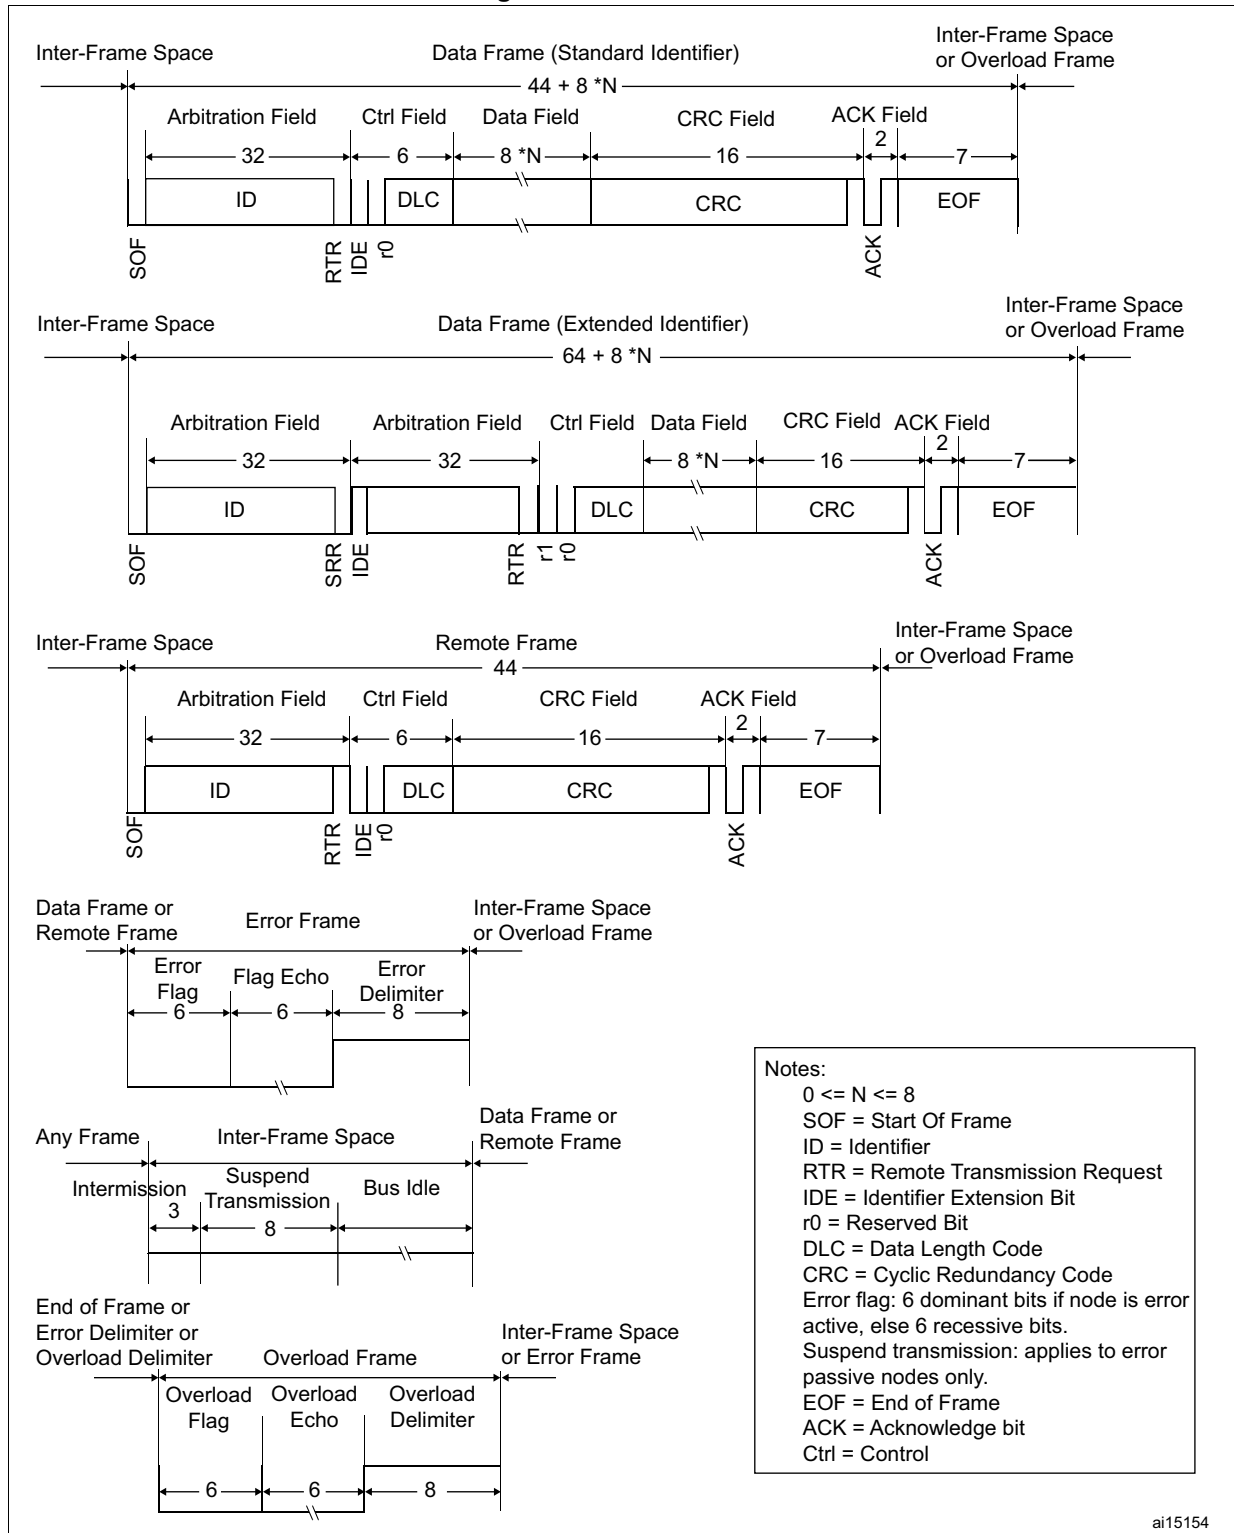 Inter-Frame Space
Data Frame (Standard Identifier)
Inter-Frame Space
or Overload Frame
44 + 8 *N
Arbitration Field
Ctrl Field
Data Field
CRC Field
ACK Field
32
6
8 *N
16
2
7
ID
DLC
CRC
EOF
SOF
RTR
IDE
r0
ACK
Inter-Frame Space
Data Frame (Extended Identifier)
Inter-Frame Space
or Overload Frame
64 + 8 *N
Arbitration Field
Arbitration Field
Ctrl Field
Data Field
CRC Field
ACK Field
32
32
8 *N
16
2
7
ID
DLC
CRC
EOF
SOF
SRR
IDE
RTR
r1
r0
ACK
Inter-Frame Space
Remote Frame
Inter-Frame Space
or Overload Frame
44
Arbitration Field
Ctrl Field
CRC Field
ACK Field
32
6
16
2
7
ID
DLC
CRC
EOF
SOF
RTR
IDE
r0
ACK
Data Frame or
Remote Frame
Error Frame
Inter-Frame Space
or Overload Frame
Error
Flag
Flag Echo
Error
Delimiter
6
6
8
Any Frame
Inter-Frame Space
Data Frame or
Remote Frame
Intermission
3
Suspend
Transmission
8
Bus Idle
End of Frame or
Error Delimiter or
Overload Delimiter
Overload Frame
Inter-Frame Space
or Error Frame
Overload
Flag
Overload
Echo
Overload
Delimiter
6
6
8
Notes:
0 <= N <= 8
SOF = Start Of Frame
ID = Identifier
RTR = Remote Transmission Request
IDE = Identifier Extension Bit
r0 = Reserved Bit
DLC = Data Length Code
CRC = Cyclic Redundancy Code
Error flag: 6 dominant bits if node is error
active, else 6 recessive bits.
Suspend transmission: applies to error
passive nodes only.
EOF = End of Frame
ACK = Acknowledge bit
Ctrl = Control
ai15154